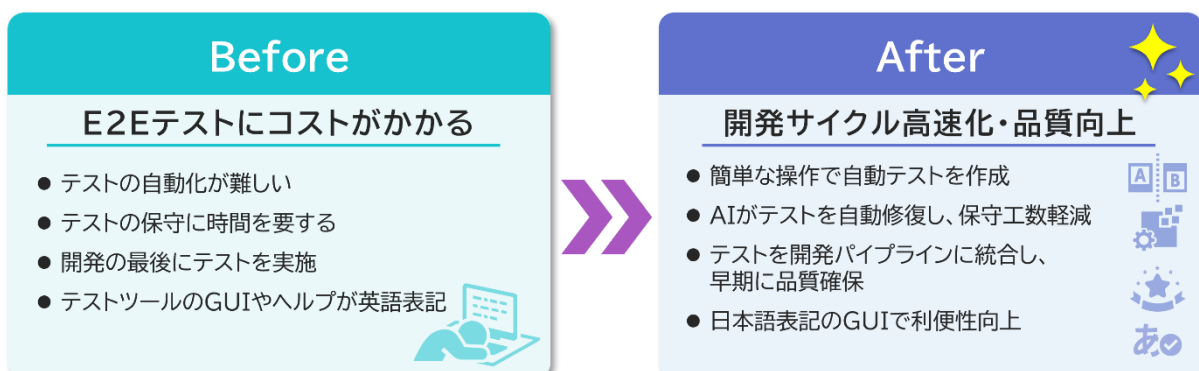 Before
E2Eテストにコストがかかる
● テストの自動化が難しい
● テストの保守に時間を要する
● 開発の最後にテストを実施
● テストツールのGUIやヘルプが英語表記
After
開発サイクル高速化・品質向上
● 簡単な操作で自動テストを作成
● AIがテストを自動修復し、保守工数軽減
● テストを開発パイプラインに統合し、
早期に品質確保
● 日本語表記のGUIで利便性向上
A B
あ